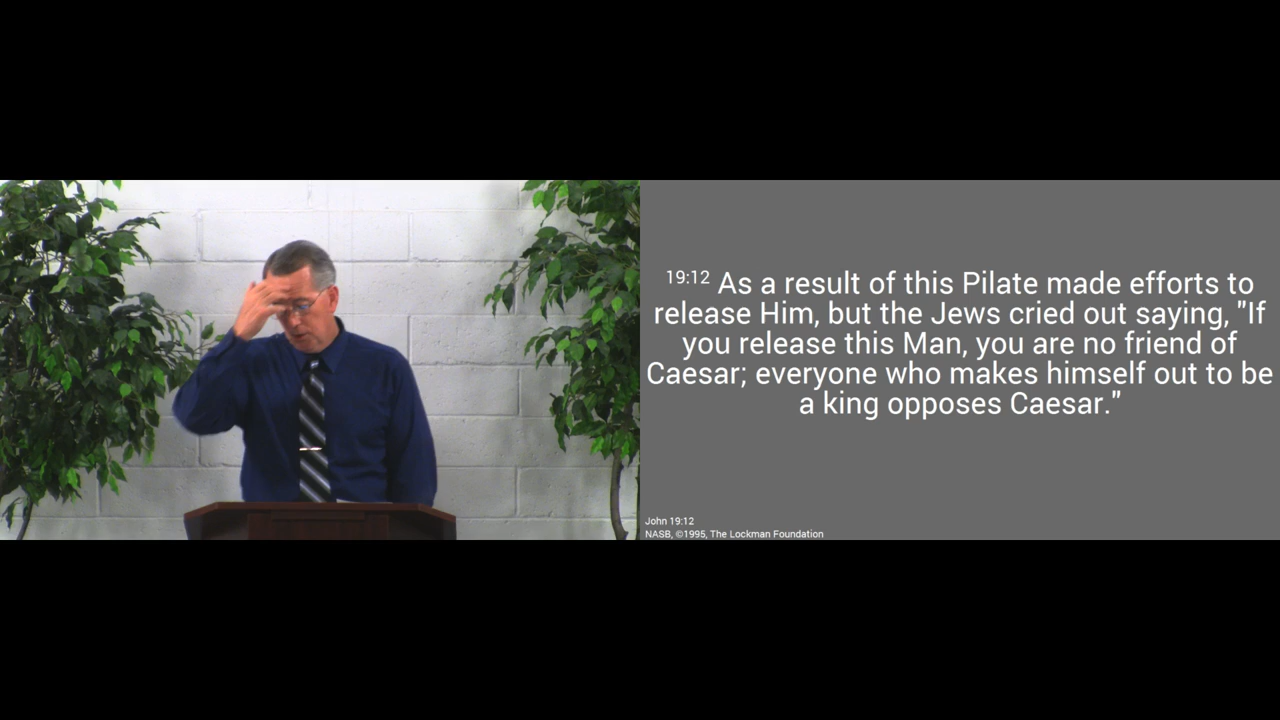 19:12 As a result of this Pilate made efforts to
release Him, but the Jews cried out saying, "If
you release this Man, you are no friend of
Caesar; everyone who makes himself out to be
a king opposes Caesar."
John 19:12
NASB, ©1995, The Lockman Foundation